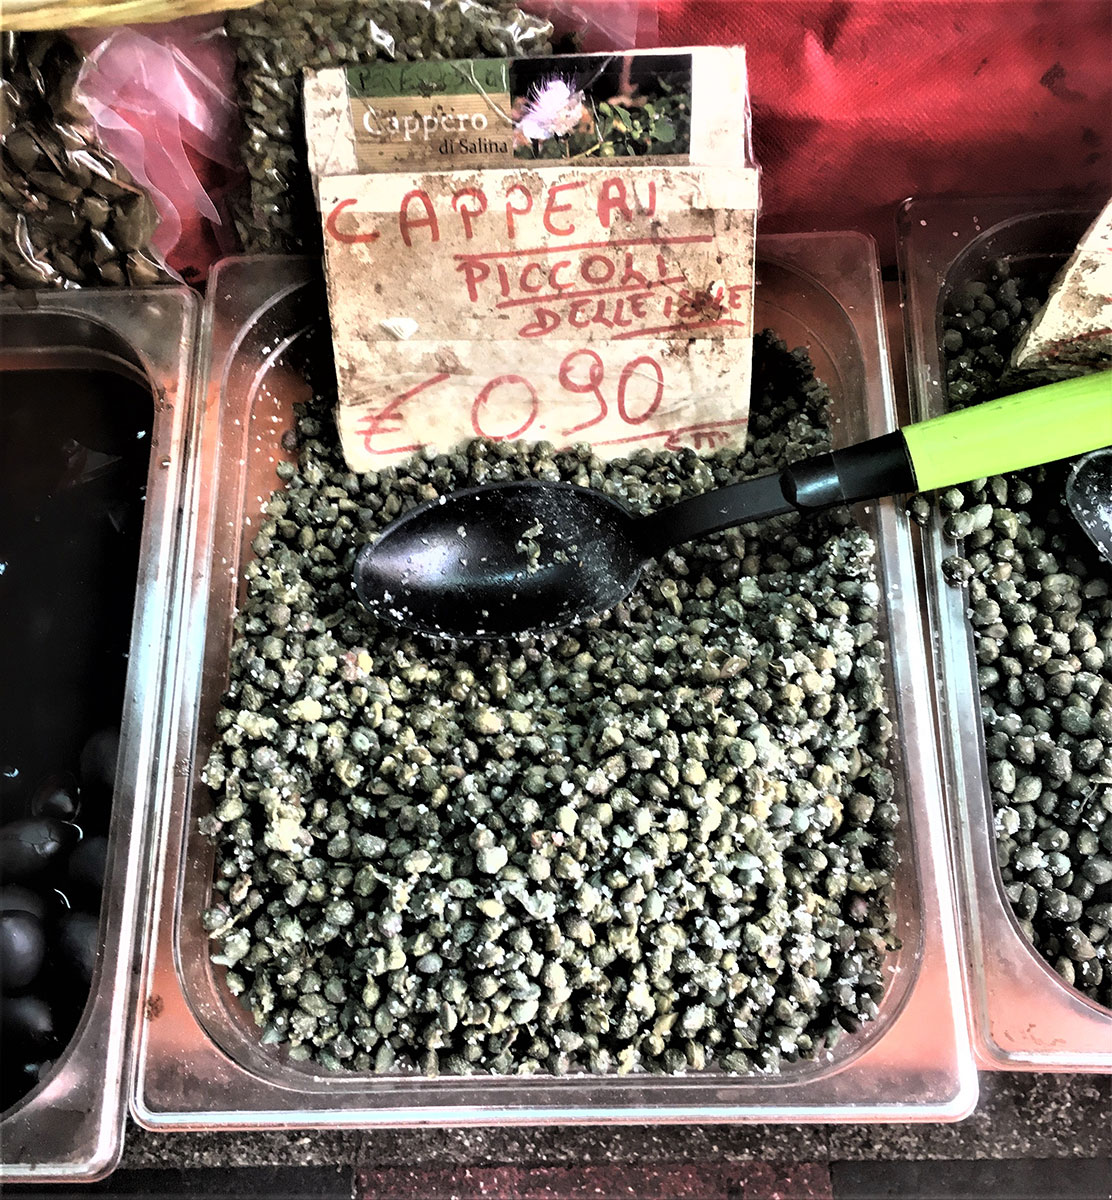 Cappero
di Salina
CAPPERI
PICCOLI
DELLE ISOLE
€ 0.90